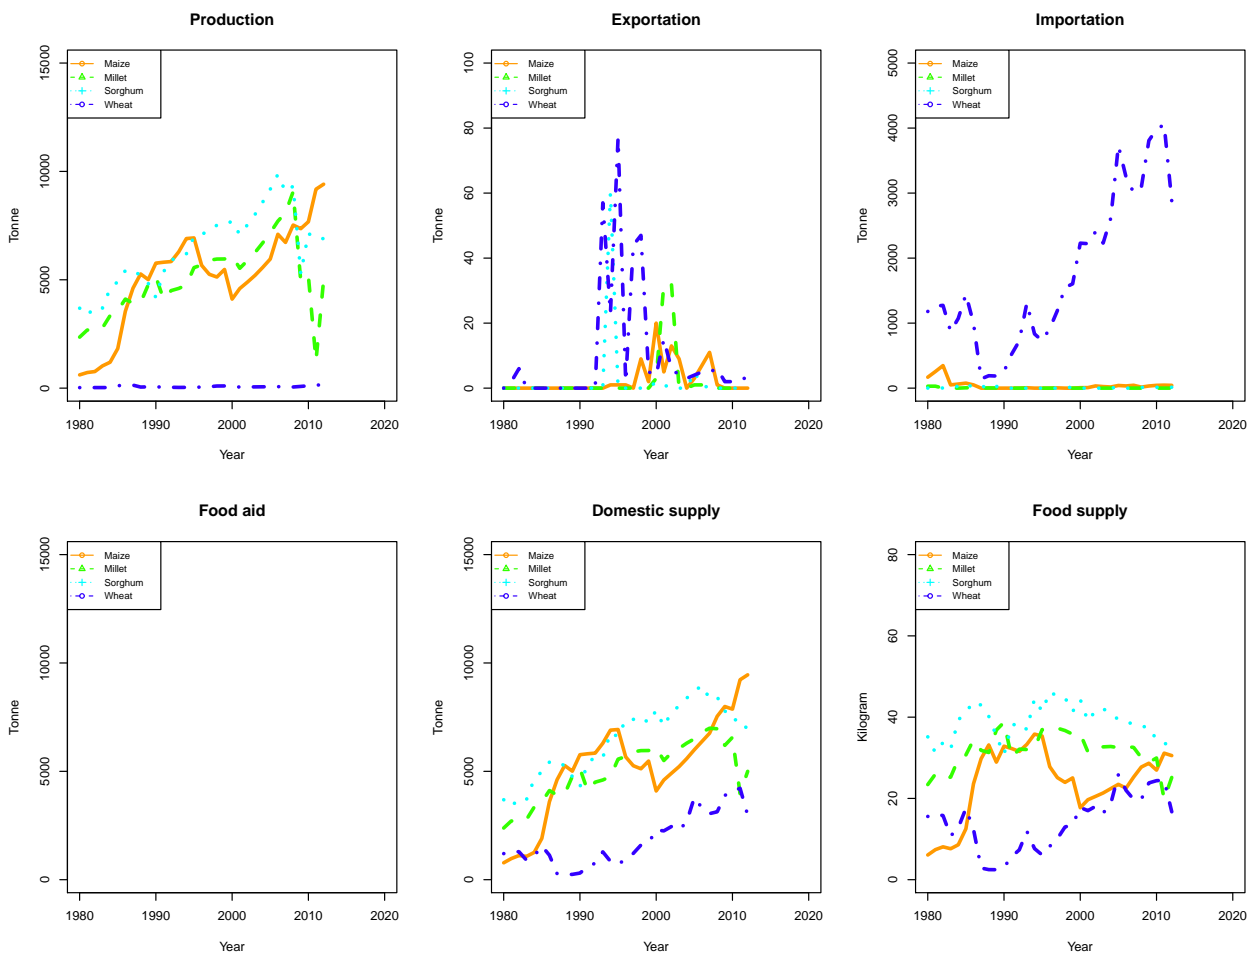 Production
Exportation
Importation
Maize
Millet
Sorghum
Wheat
Maize
Millet
Sorghum
Wheat
Maize
Millet
Sorghum
Wheat
Tonne
0 5000 10000 15000
Tonne
0 20 40 60 80 100
Tonne
0 1000 2000 3000 4000 5000
1980 1990 2000 2010 2020
1980 1990 2000 2010 2020
1980 1990 2000 2010 2020
Year
Year
Year
Food aid
Domestic supply
Food supply
Maize
Millet
Sorghum
Wheat
Maize
Millet
Sorghum
Wheat
Maize
Millet
Sorghum
Wheat
Tonne
0 5000 10000 15000
Tonne
0 5000 10000 15000
Kilogram
0 20 40 60 80
1980 1990 2000 2010 2020
1980 1990 2000 2010 2020
1980 1990 2000 2010 2020
Year
Year
Year